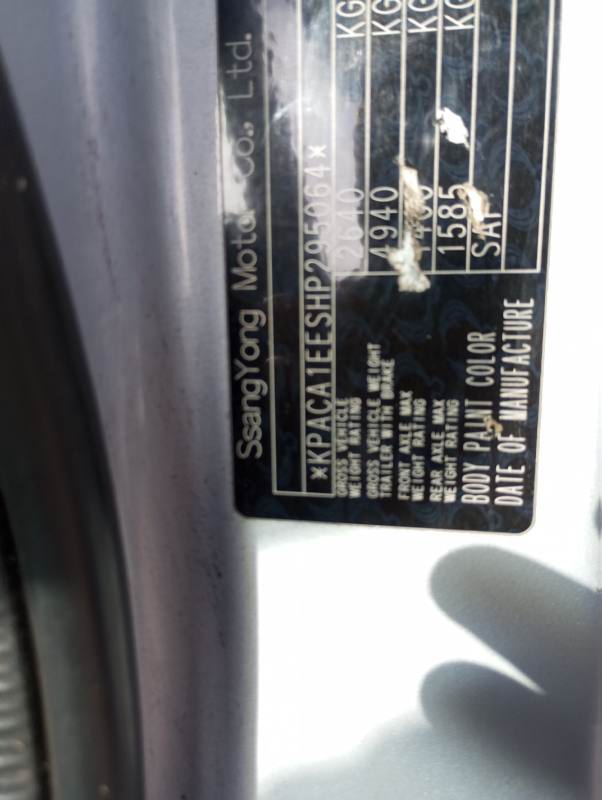 SsangYong Motor Co., Ltd.
*KPACA1EESHP295064*
GROSS VEHICLE WEIGHT RATING 2640 KG
GROSS VEHICLE WEIGHT TRAILER WITH BRAKE 4940 KG
FRONT AXLE MAX WEIGHT RATING KG
REAR AXLE MAX WEIGHT RATING 1585 KG
BODY PAINT COLOR SAF
DATE OF MANUFACTURE